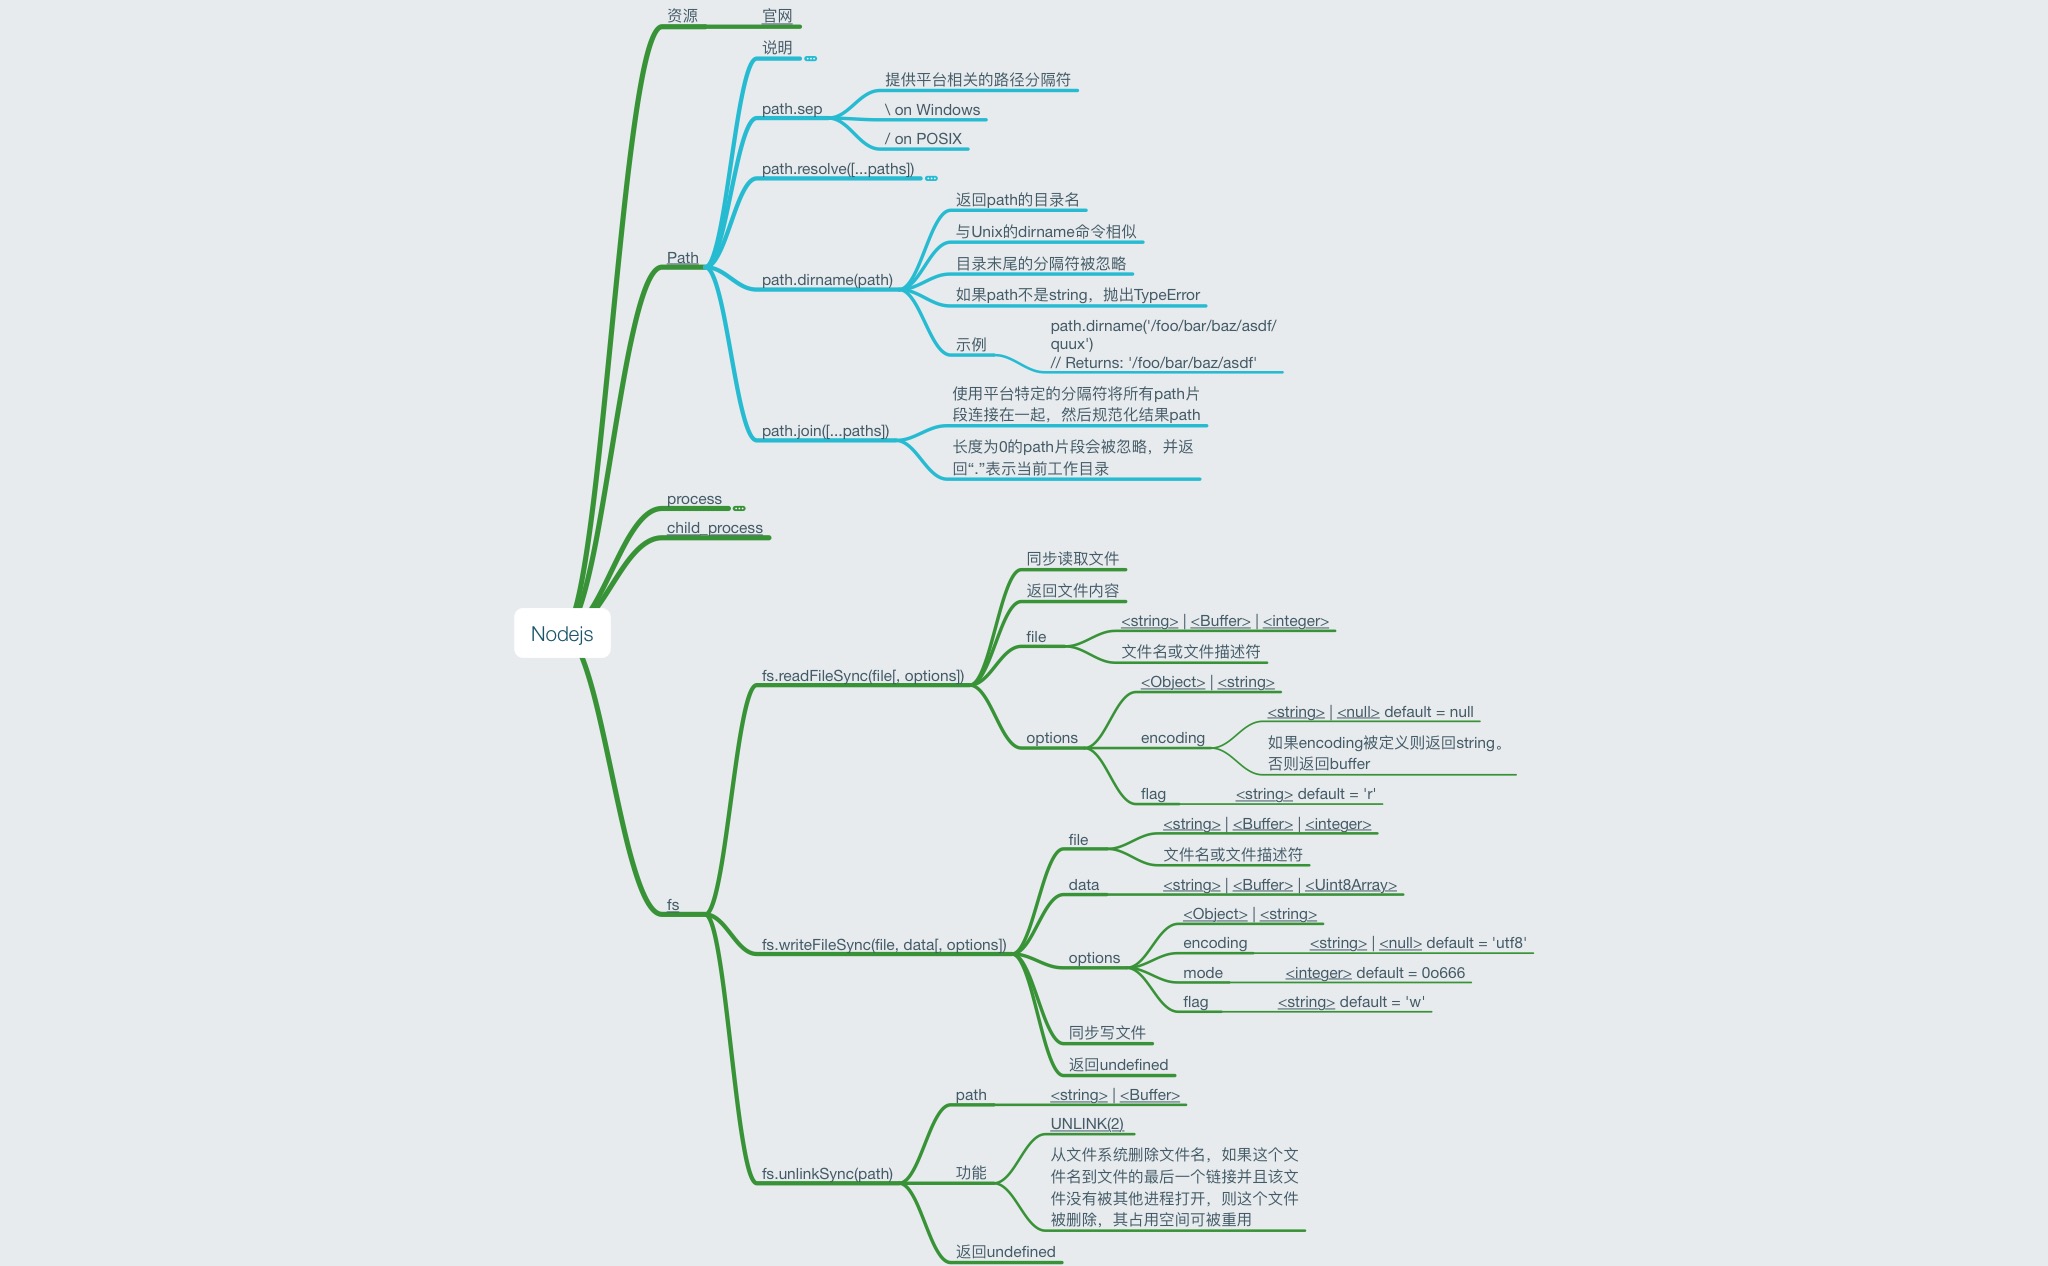 资源
官网
说明
path.sep
提供平台相关的路径分隔符
\ on Windows
/ on POSIX
path.resolve([...paths])
Path
path.dirname(path)
返回path的目录名
与Unix的dirname命令相似
目录末尾的分隔符被忽略
如果path不是string，抛出TypeError
示例
path.dirname('/foo/bar/baz/asdf/
quux')
// Returns: '/foo/bar/baz/asdf'
path.join([...paths])
使用平台特定的分隔符将所有path片
段连接在一起，然后规范化结果path
长度为0的path片段会被忽略，并返
回“.”表示当前工作目录
process
child_process
Nodejs
fs
fs.readFileSync(file[, options])
同步读取文件
返回文件内容
file
<string> | <Buffer> | <integer>
文件名或文件描述符
options
<Object> | <string>
encoding
<string> | <null> default = null
如果encoding被定义则返回string。
否则返回buffer
flag
<string> default = 'r'
fs.writeFileSync(file, data[, options])
file
<string> | <Buffer> | <integer>
文件名或文件描述符
data
<string> | <Buffer> | <Uint8Array>
options
<Object> | <string>
encoding
<string> | <null> default = 'utf8'
mode
<integer> default = 0o666
flag
<string> default = 'w'
同步写文件
返回undefined
fs.unlinkSync(path)
path
<string> | <Buffer>
功能
UNLINK(2)
从文件系统删除文件名，如果这个文
件名到文件的最后一个链接并且该文
件没有被其他进程打开，则这个文件
被删除，其占用空间可被重用
返回undefined